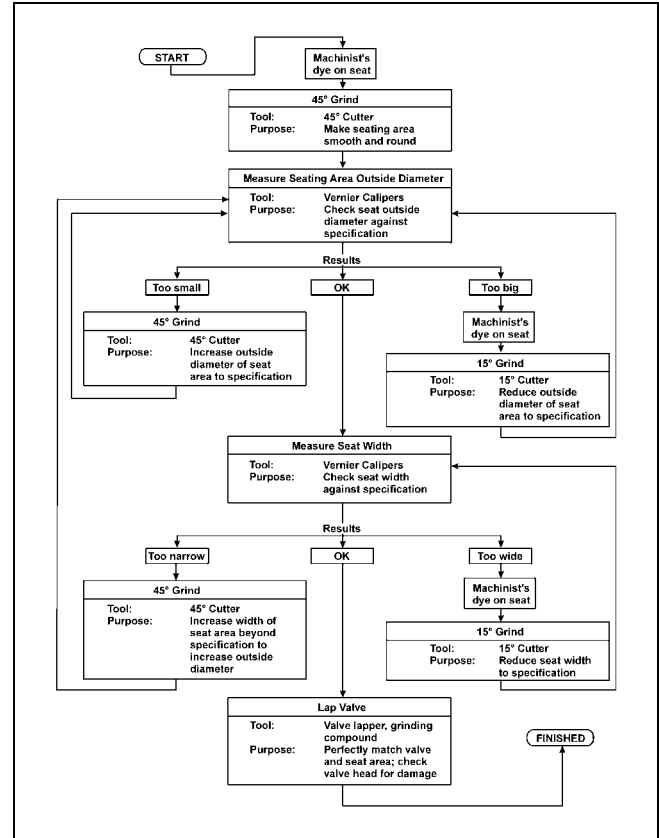 START
Machinist's
dye on seat
45° Grind
Tool: 45° Cutter
Purpose: Make seating area
smooth and round
Measure Seating Area Outside Diameter
Tool: Vernier Calipers
Purpose: Check seat outside
diameter against
specification
Results
Too small
OK
Too big
45° Grind
Tool: 45° Cutter
Purpose: Increase outside
diameter of seat
area to specification
Machinist's
dye on seat
15° Grind
Tool: 15° Cutter
Purpose: Reduce outside
diameter of seat
area to specification
Measure Seat Width
Tool: Vernier Calipers
Purpose: Check seat width
against specification
Results
Too narrow
OK
Too wide
45° Grind
Tool: 45° Cutter
Purpose: Increase width of
seat area beyond
specification to
increase outside
diameter
Machinist's
dye on seat
15° Grind
Tool: 15° Cutter
Purpose: Reduce seat width
to specification
Lap Valve
Tool: Valve lapper, grinding
compound
Purpose: Perfectly match valve
and seat area; check
valve head for damage
FINISHED